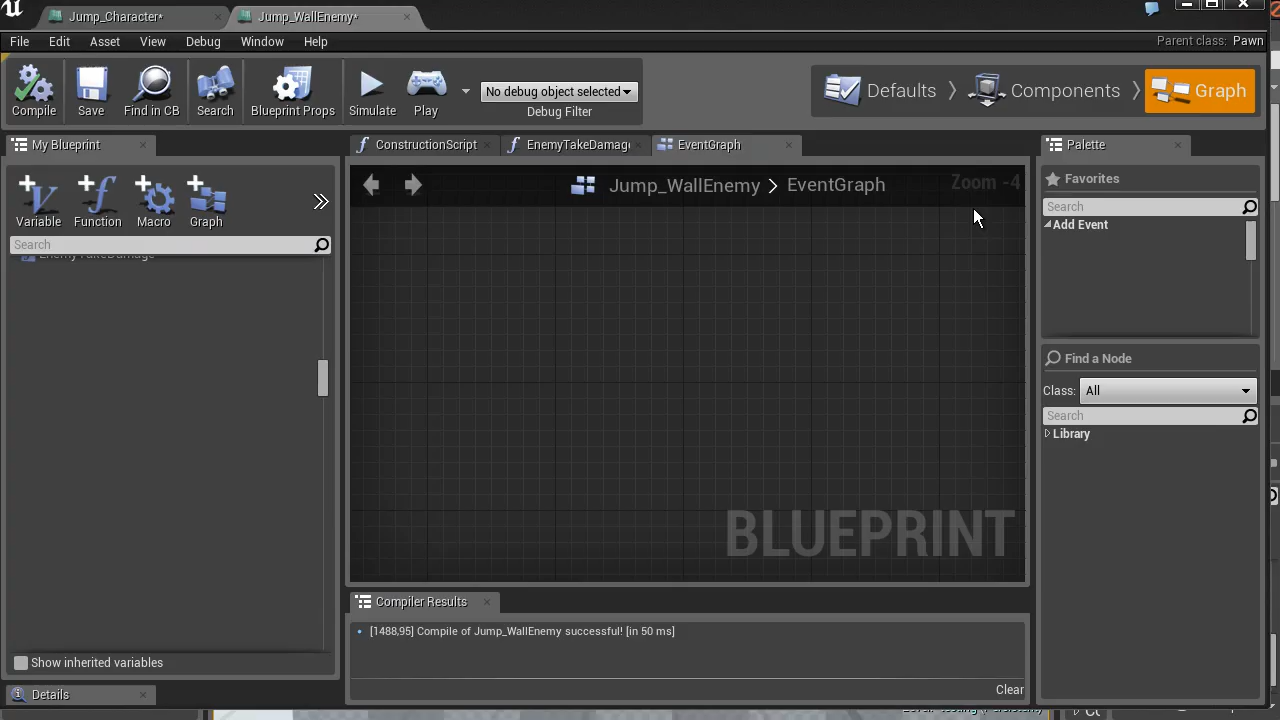 Jump_Character*
Jump_WallEnemy*
File Edit Asset View Debug Window Help
Parent class: Pawn
Compile
Save
Find in CB
Search
Blueprint Props
Simulate
Play
No debug object selected
Debug Filter
Defaults
Components
Graph
My Blueprint
ConstructionScript
EnemyTakeDamag
EventGraph
Palette
Variable
Function
Macro
Graph
Search
EnemyTakeDamage
Jump_WallEnemy > EventGraph
Zoom -4
BLUEPRINT
Favorites
Search
Add Event
Find a Node
Class: All
Search
Library
Compiler Results
[1488,95] Compile of Jump_WallEnemy successful! [in 50 ms]
Clear
Show inherited variables
Details